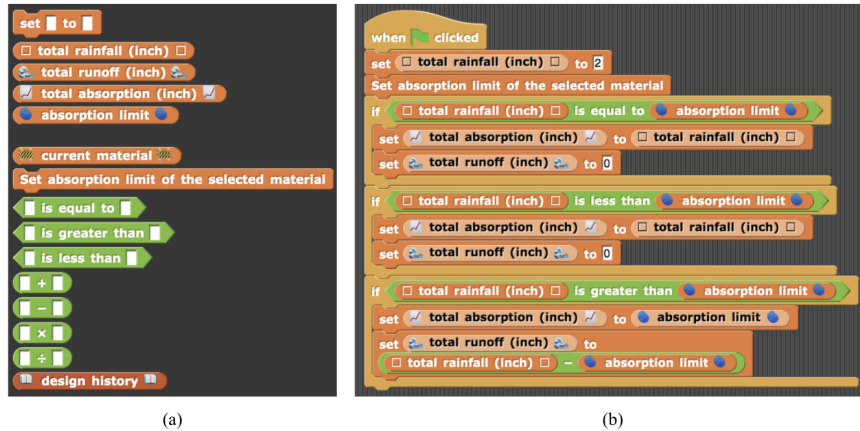 set to
total rainfall (inch)
total runoff (inch)
total absorption (inch)
absorption limit
current material
Set absorption limit of the selected material
is equal to
is greater than
is less than
+
−
×
÷
design history
(a)
when clicked
set total rainfall (inch) to 2
Set absorption limit of the selected material
if total rainfall (inch) is equal to absorption limit
set total absorption (inch) to total rainfall (inch)
set total runoff (inch) to 0
if total rainfall (inch) is less than absorption limit
set total absorption (inch) to total rainfall (inch)
set total runoff (inch) to 0
if total rainfall (inch) is greater than absorption limit
set total absorption (inch) to absorption limit
set total runoff (inch) to
total rainfall (inch) − absorption limit
(b)